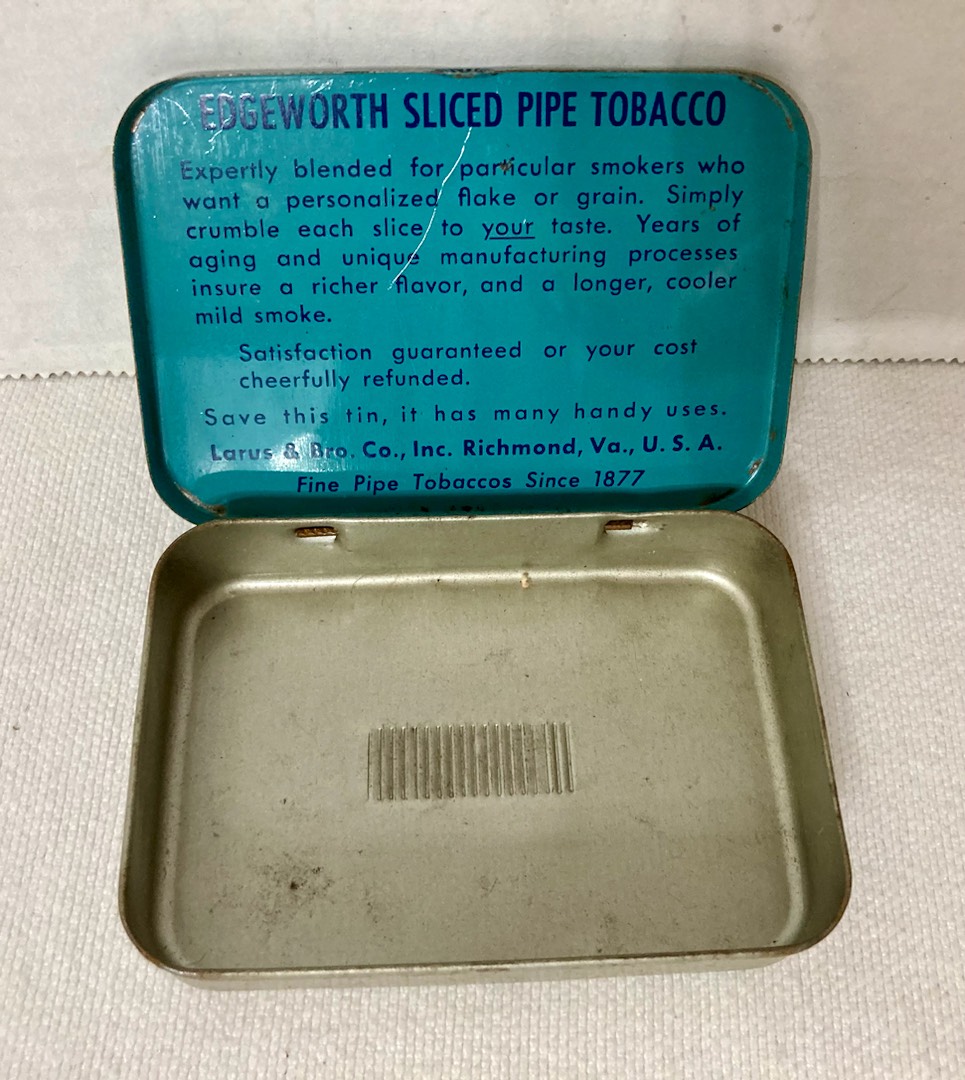 EDGEWORTH SLICED PIPE TOBACCO
Expertly blended for particular smokers who
want a personalized flake or grain. Simply
crumble each slice to your taste. Years of
aging and unique manufacturing processes
insure a richer flavor, and a longer, cooler
mild smoke.
Satisfaction guaranteed or your cost
cheerfully refunded.
Save this tin, it has many handy uses.
Larus & Bro. Co., Inc. Richmond, Va., U. S. A.
Fine Pipe Tobaccos Since 1877